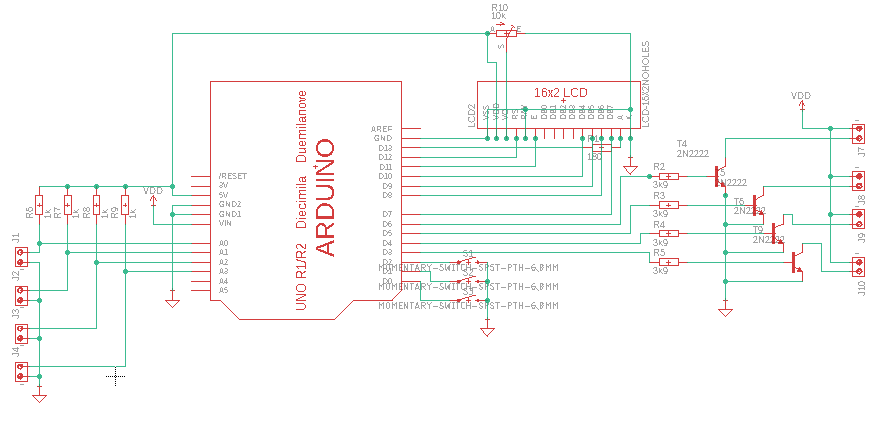 R10
10k
A
E
S
16x2 LCD
LCD2
LCD-16X2NOHOLES
VSS
VDD
VO
RS
R/W
E
DB0
DB1
DB2
DB3
DB4
DB5
DB6
DB7
A
K
180
Duemilanove
Diecimila
UNO R1/R2
ARDUINO
AREF
GND
D13
D12
D11
D10
D9
D8
D7
D6
D5
D4
D3
D2
D1
D0
/RESET
3V
5V
GND2
GND1
VIN
A0
A1
A2
A3
A4
A5
VDD
R6
1k
R7
1k
R8
1k
R9
1k
J1
J2
J3
J4
S1
MOMENTARY-SWITCH-SPST-PTH-6.0MM
MOMENTARY-SWITCH-SPST-PTH-6.0MM
MOMENTARY-SWITCH-SPST-PTH-6.0MM
R2
3k9
R3
3k9
R4
3k9
R5
3k9
T4
2N2222
2N2222
T6
2N2222
T9
2N2222
VDD
J7
J8
J9
J10